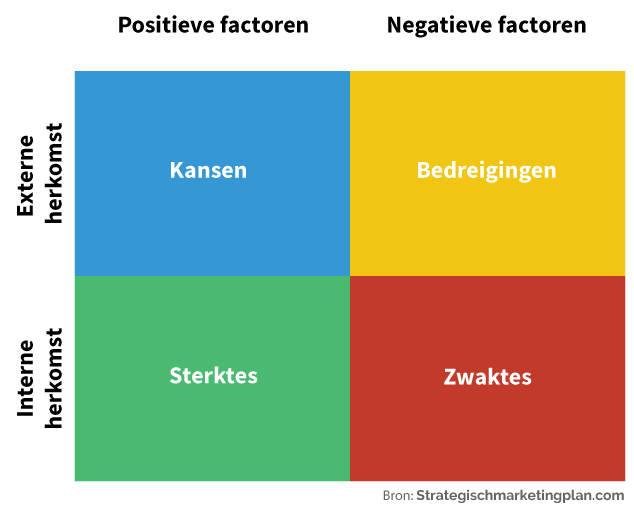 Positieve factoren
Negatieve factoren
Externe
herkomst
Kansen
Bedreigingen
Interne
herkomst
Sterktes
Zwaktes
Bron: Strategischmarketingplan.com